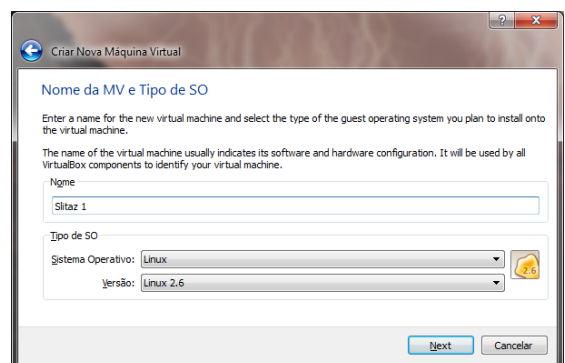 ?
Criar Nova Máquina Virtual
Nome da MV e Tipo de SO
Enter a name for the new virtual machine and select the type of the guest operating system you plan to install onto
the virtual machine.
The name of the virtual machine usually indicates its software and hardware configuration. It will be used by all
VirtualBox components to identify your virtual machine.
Nome
Slitaz 1
Tipo de SO
Sistema Operativo: Linux
2.6
Versão: Linux 2.6
Next Cancelar